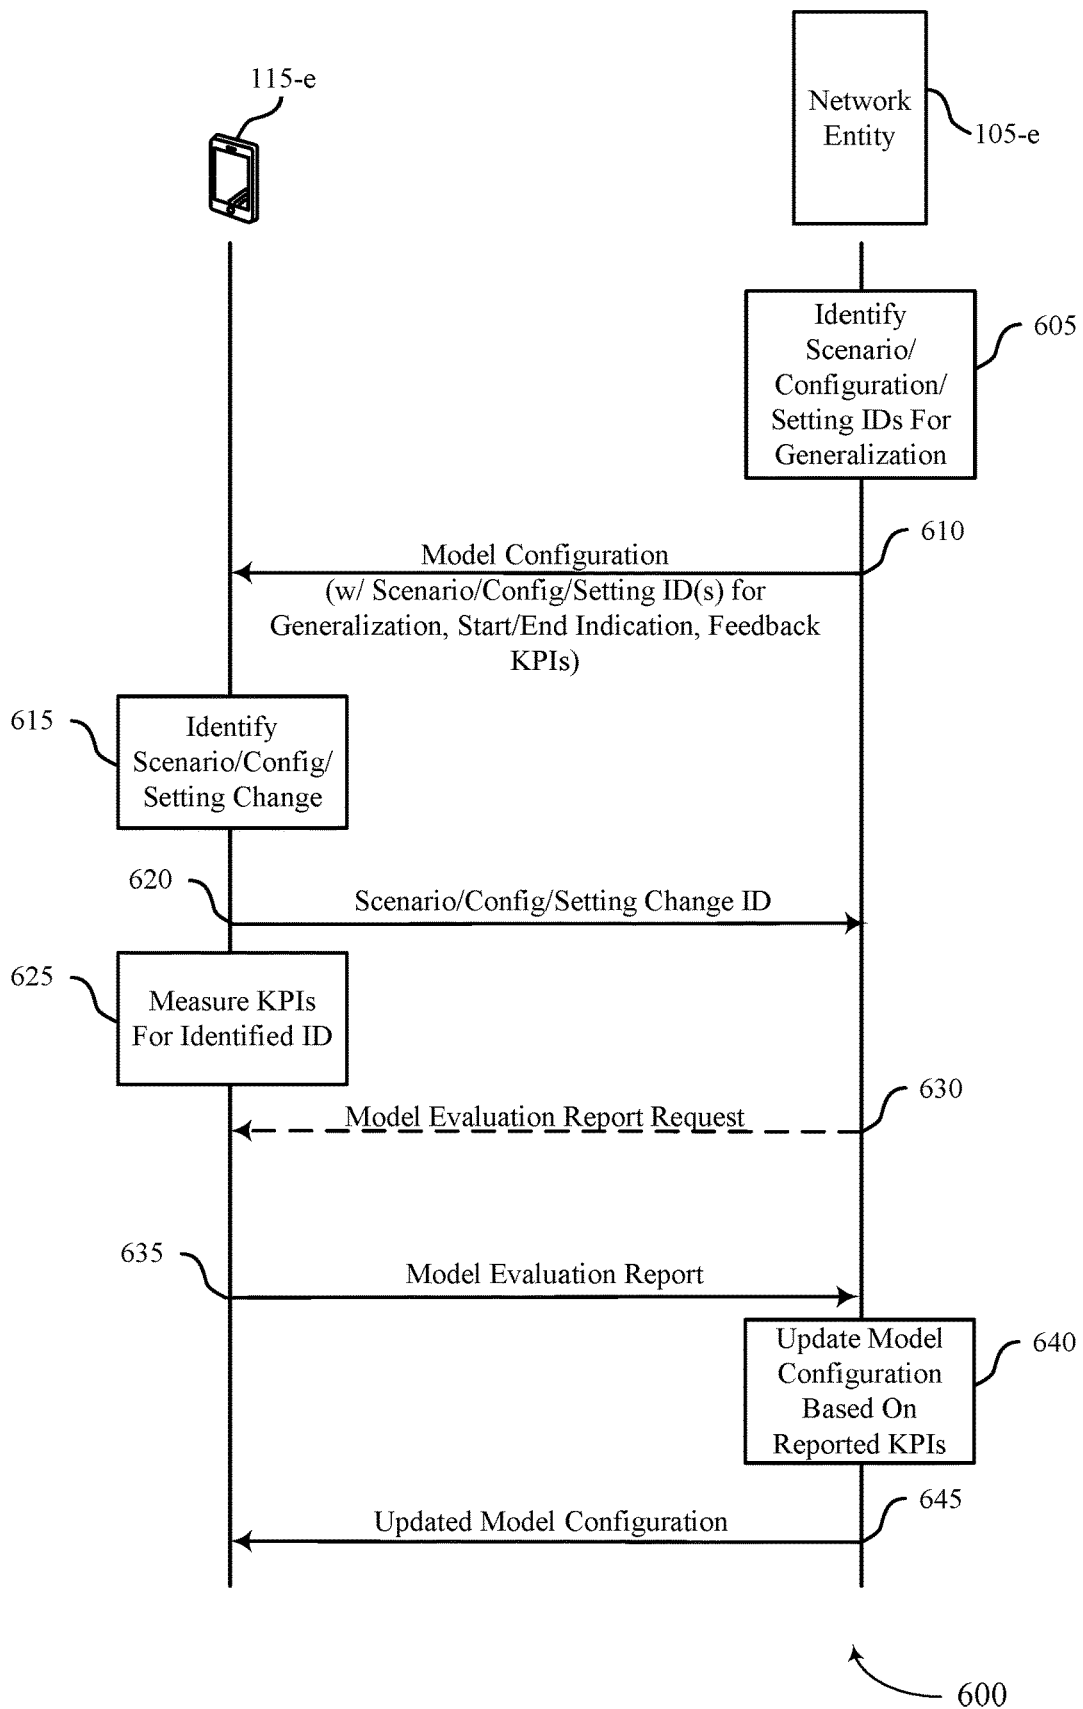 115-e
Network
Entity
105-e
Identify
Scenario/
Configuration/
Setting IDs For
Generalization
605
610
Model Configuration
(w/ Scenario/Config/Setting ID(s) for
Generalization, Start/End Indication, Feedback
KPIs)
615
Identify
Scenario/Config/
Setting Change
620
Scenario/Config/Setting Change ID
625
Measure KPIs
For Identified ID
630
Model Evaluation Report Request
635
Model Evaluation Report
Update Model
Configuration
Based On
Reported KPIs
640
645
Updated Model Configuration
600